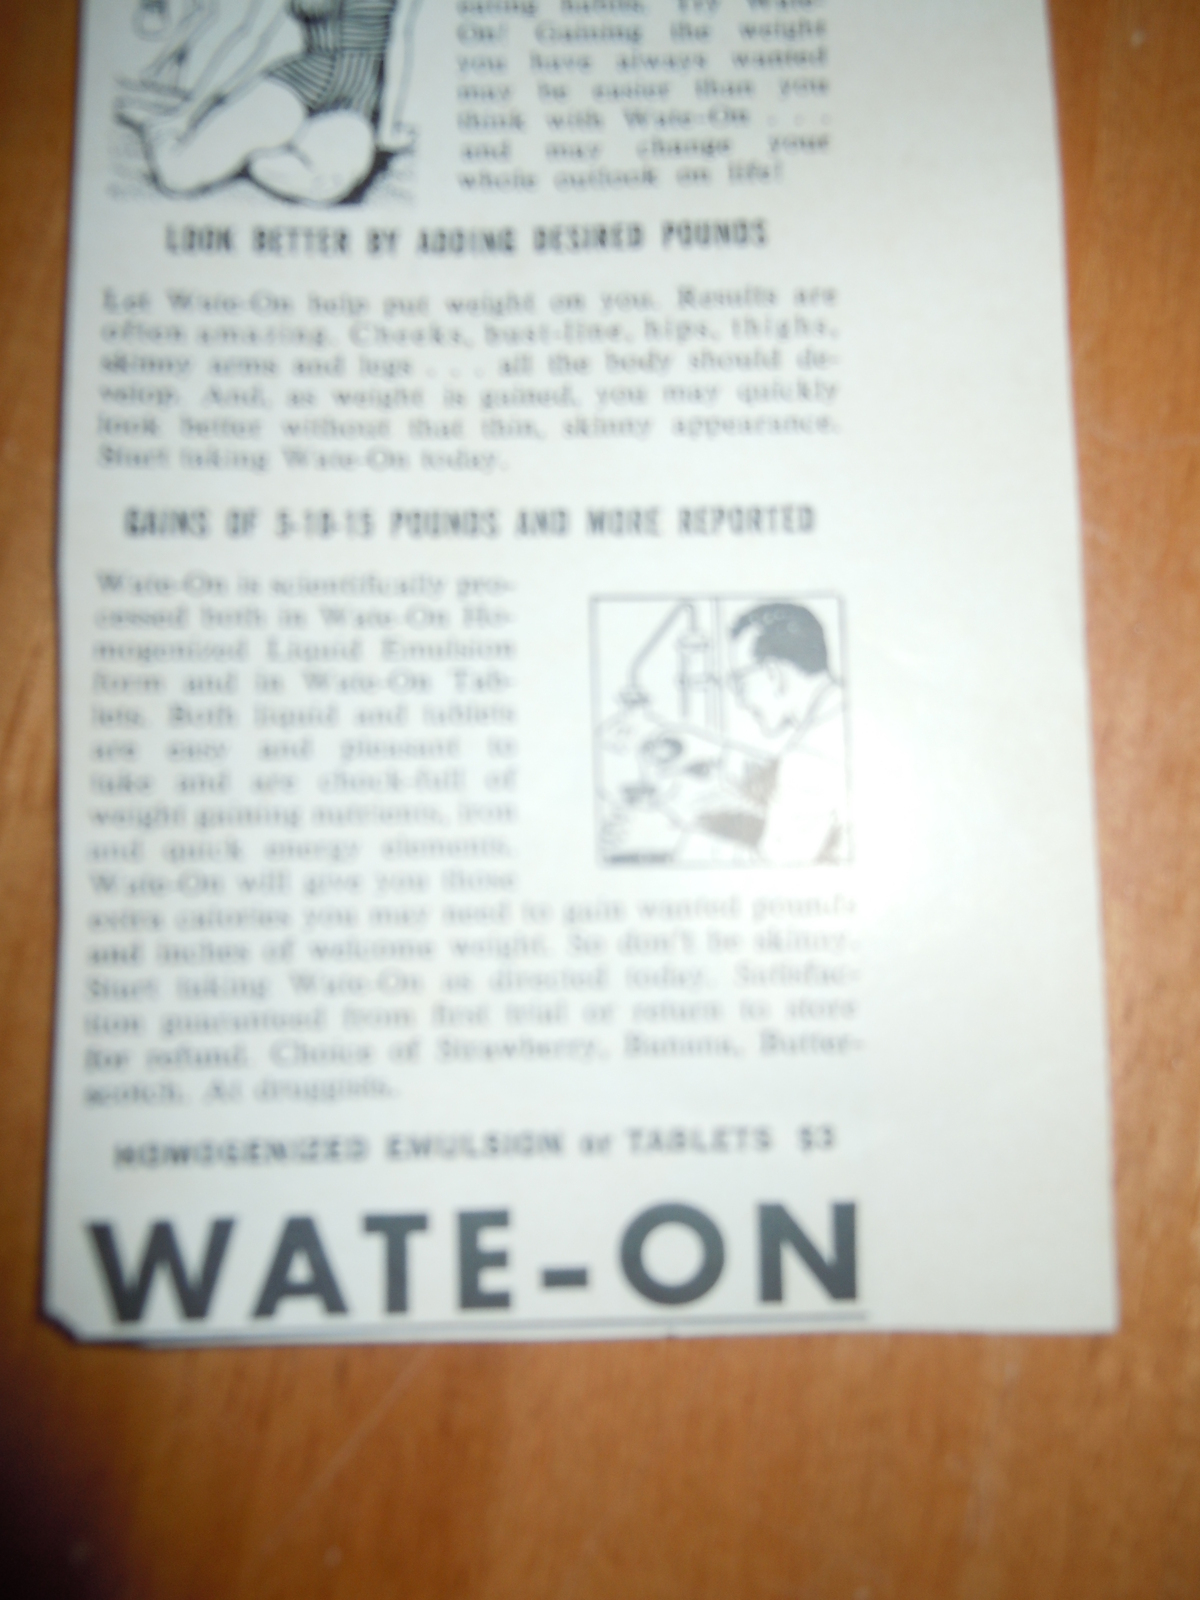 eating habits. Try Wate-
On! Gaining the weight
you have always wanted
may be easier than you
think with Wate-On . . .
and may change your
whole outlook on life!
LOOK BETTER BY ADDING DESIRED POUNDS
Let Wate-On help put weight on you. Results are
often amazing. Cheeks, bust-line, hips, thighs,
skinny arms and legs . . . all the body should de-
velop. And, as weight is gained, you may quickly
look better without that thin, skinny appearance.
Start taking Wate-On today.
GAINS OF 5-10-15 POUNDS AND MORE REPORTED
Wate-On is scientifically pro-
cessed both in Wate-On Ho-
mogenized Liquid Emulsion
form and in Wate-On Tab-
lets. Both liquid and tablets
are easy and pleasant to
take and are chock-full of
weight gaining nutrients, iron
and quick energy elements.
Wate-On will give you those
extra calories you may need to gain wanted pounds
and inches of welcome weight. So don't be skinny.
Start taking Wate-On as directed today. Satisfac-
tion guaranteed from first trial or return to store
for refund. Choice of Strawberry, Banana, Butter-
scotch. At druggists.
HOMOGENIZED EMULSION or TABLETS $3
WATE-ON